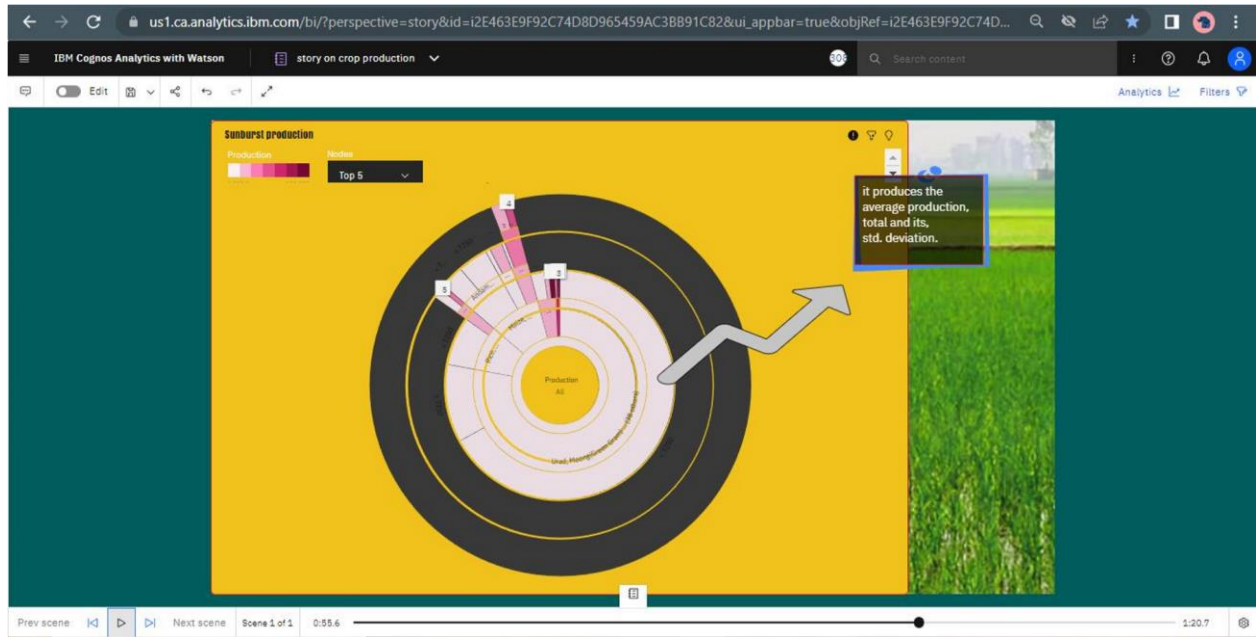 us1.ca.analytics.ibm.com/bi/?perspective=story&id=i2E463E9F92C74D8D965459AC3BB91C82&ui_appbar=true&objRef=i2E463E9F92C74D...
IBM Cognos Analytics with Watson
story on crop production
Search content
Edit
Analytics
Filters
Sunburst production
Production
Nodes
Top 5
it produces the
average production,
total and its,
std. deviation.
4
3
5
Production
All
Prev scene
Next scene
Scene 1 of 1
0:55.6
1:20.7